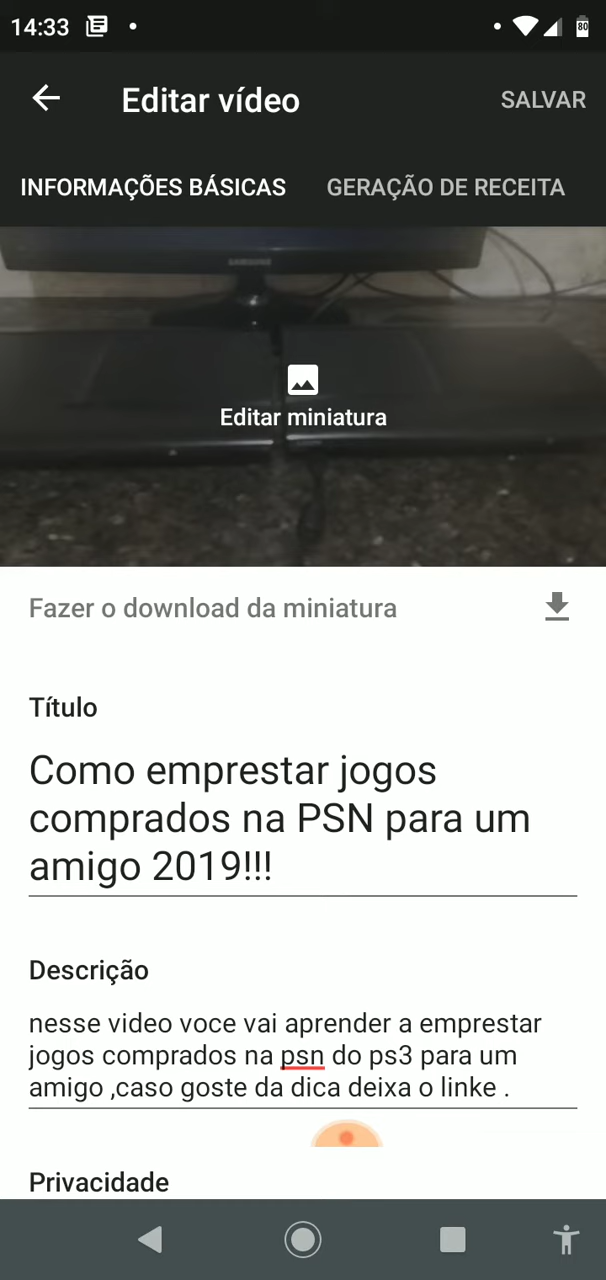 14:33
80
Editar vídeo
SALVAR
INFORMAÇÕES BÁSICAS
GERAÇÃO DE RECEITA
SAMSUNG
Editar miniatura
Fazer o download da miniatura
Título
Como emprestar jogos
comprados na PSN para um
amigo 2019!!!
Descrição
nesse video voce vai aprender a emprestar
jogos comprados na psn do ps3 para um
amigo ,caso goste da dica deixa o linke .
Privacidade